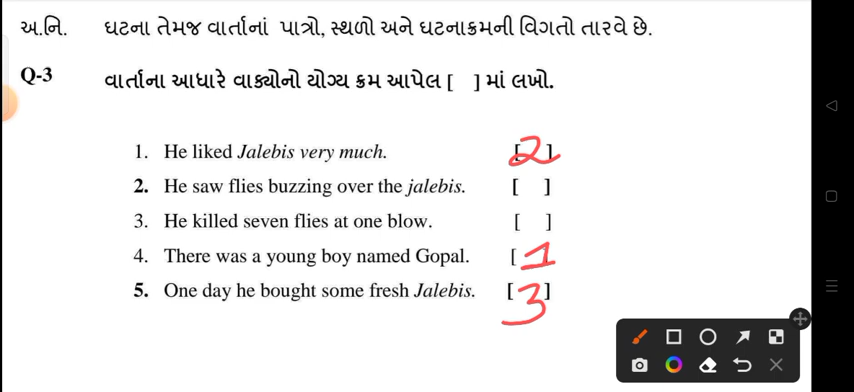 અ.નિ. ઘટના તેમજ વાર્તાનાં પાત્રો, સ્થળો અને ઘટનાક્રમની વિગતો તારવે છે.
Q-3 વાર્તાના આધારે વાક્યોનો યોગ્ય ક્રમ આપેલ [ ] માં લખો.
1. He liked Jalebis very much. [2]
2. He saw flies buzzing over the jalebis. [ ]
3. He killed seven flies at one blow. [ ]
4. There was a young boy named Gopal. [1
5. One day he bought some fresh Jalebis. [3]